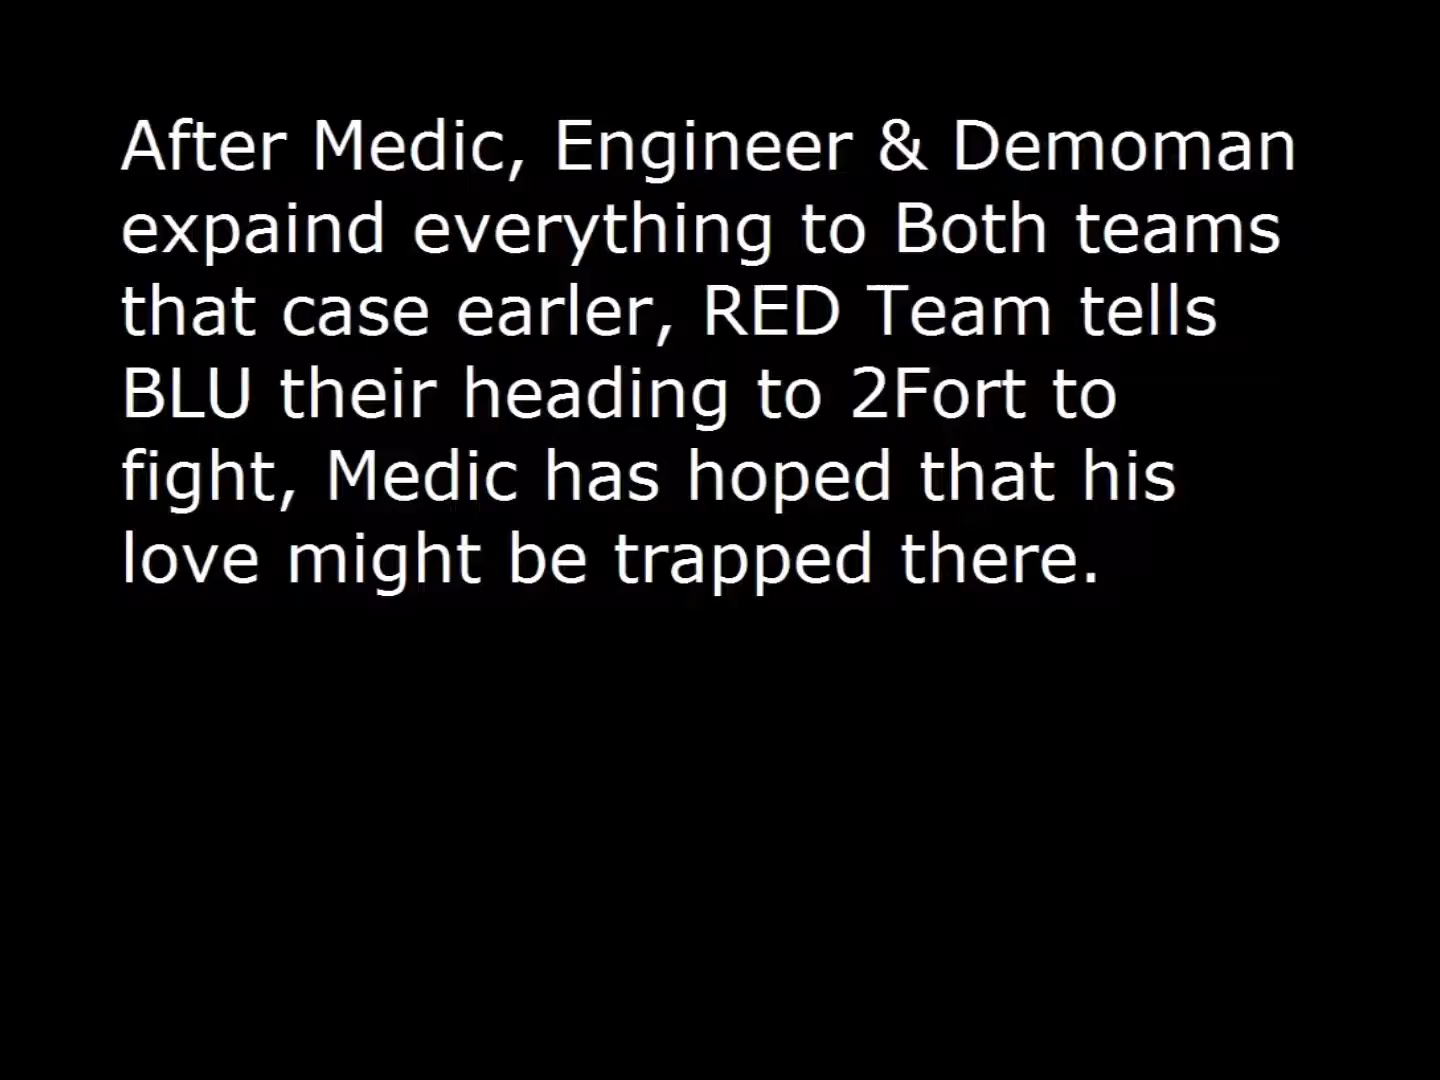 After Medic, Engineer & Demoman
expaind everything to Both teams
that case earler, RED Team tells
BLU their heading to 2Fort to
fight, Medic has hoped that his
love might be trapped there.